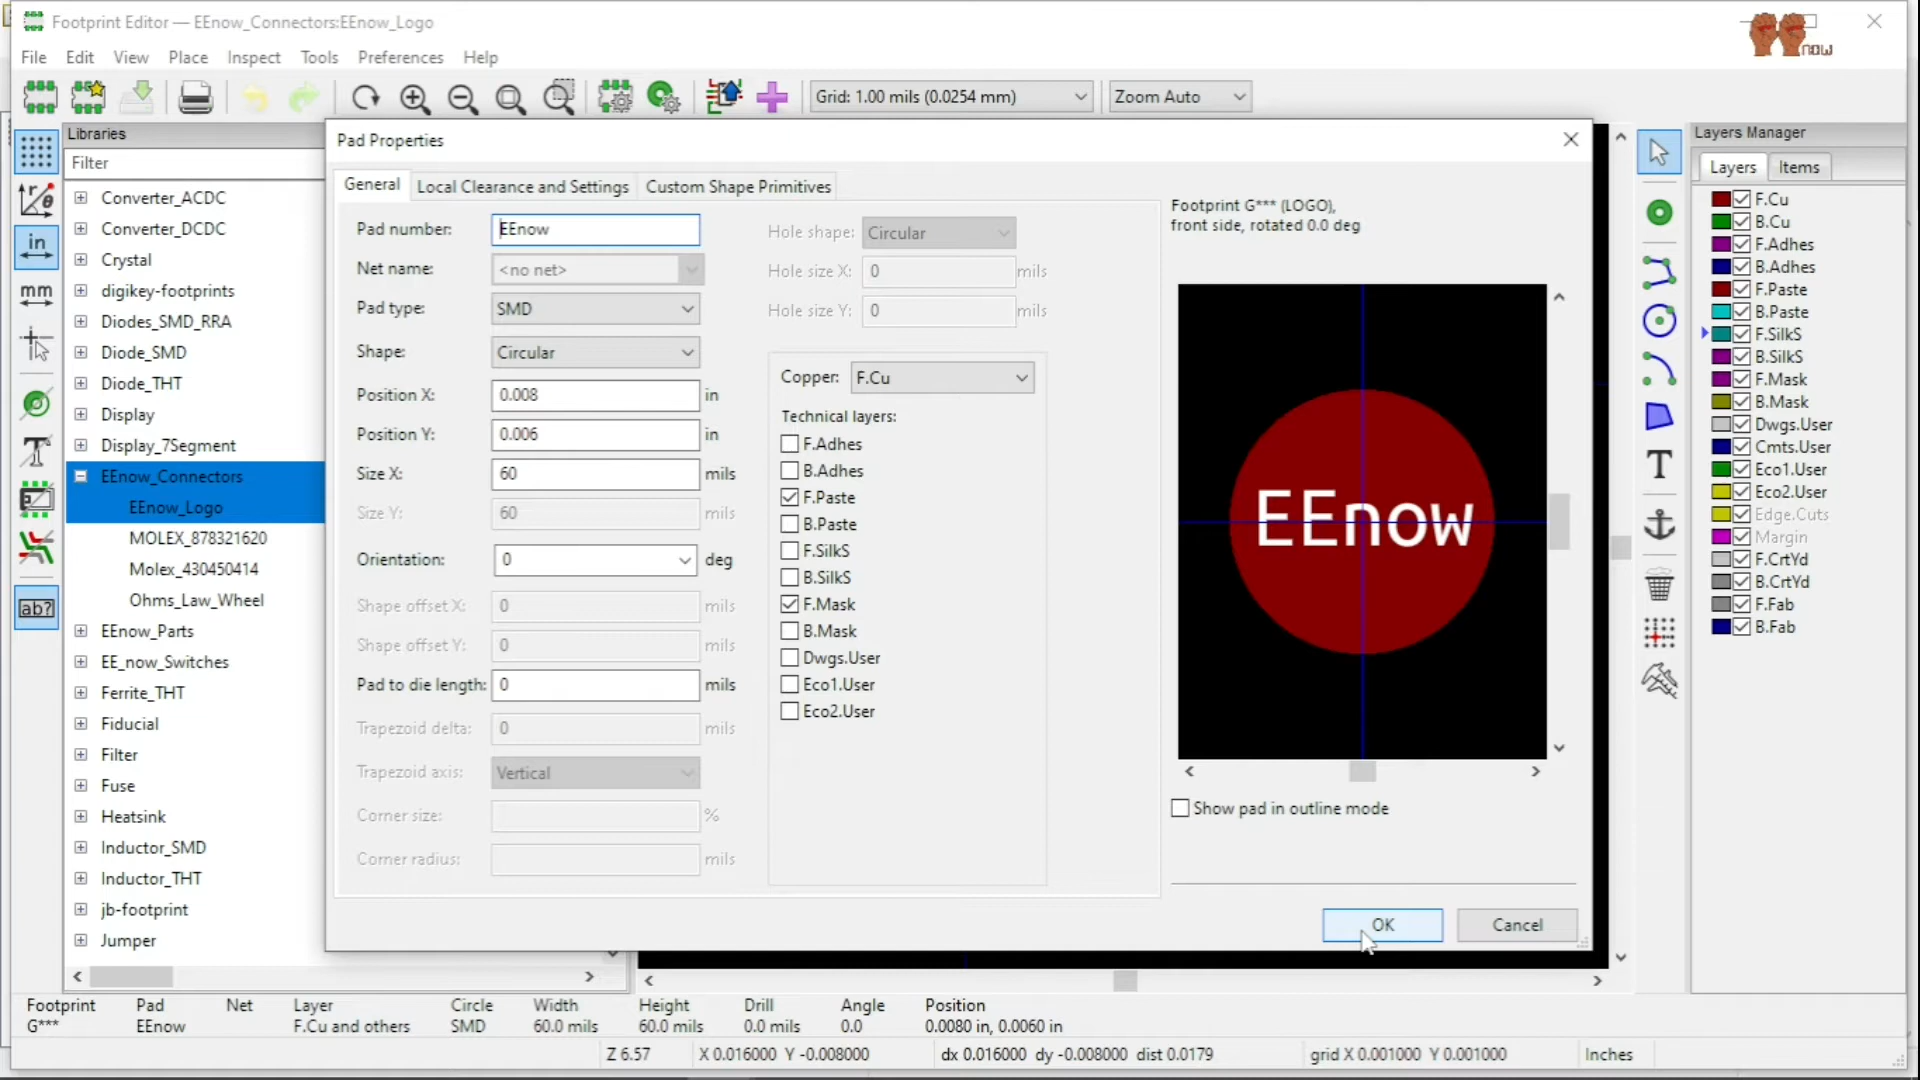 Footprint Editor — EEnow_Connectors:EEnow_Logo
now
File Edit View Place Inspect Tools Preferences Help
Grid: 1.00 mils (0.0254 mm)
Zoom Auto
Libraries
Filter
Converter_ACDC
Converter_DCDC
Crystal
digikey-footprints
Diodes_SMD_RRA
Diode_SMD
Diode_THT
Display
Display_7Segment
EEnow_Connectors
EEnow_Logo
MOLEX_878321620
Molex_430450414
Ohms_Law_Wheel
EEnow_Parts
EE_now_Switches
Ferrite_THT
Fiducial
Filter
Fuse
Heatsink
Inductor_SMD
Inductor_THT
jb-footprint
Jumper
in
mm
ab?
Pad Properties
General Local Clearance and Settings Custom Shape Primitives
Pad number: EEnow
Net name: <no net>
Pad type: SMD
Shape: Circular
Position X: 0.008 in
Position Y: 0.006 in
Size X: 60 mils
Size Y: 60 mils
Orientation: 0 deg
Shape offset X: 0 mils
Shape offset Y: 0 mils
Pad to die length: 0 mils
Trapezoid delta: 0 mils
Trapezoid axis: Vertical
Corner size: %
Corner radius: mils
Hole shape: Circular
Hole size X: 0 mils
Hole size Y: 0 mils
Copper: F.Cu
Technical layers:
F.Adhes
B.Adhes
F.Paste
B.Paste
F.SilkS
B.SilkS
F.Mask
B.Mask
Dwgs.User
Eco1.User
Eco2.User
Footprint G*** (LOGO),
front side, rotated 0.0 deg
EEnow
Show pad in outline mode
OK Cancel
Layers Manager
Layers Items
F.Cu
B.Cu
F.Adhes
B.Adhes
F.Paste
B.Paste
F.SilkS
B.SilkS
F.Mask
B.Mask
Dwgs.User
Cmts.User
Eco1.User
Eco2.User
Edge.Cuts
Margin
F.CrtYd
B.CrtYd
F.Fab
B.Fab
Footprint Pad Net Layer Circle Width Height Drill Angle Position
G*** EEnow F.Cu and others SMD 60.0 mils 60.0 mils 0.0 mils 0.0 0.0080 in, 0.0060 in
Z 6.57 X 0.016000 Y -0.008000 dx 0.016000 dy -0.008000 dist 0.0179 grid X 0.001000 Y 0.001000 Inches